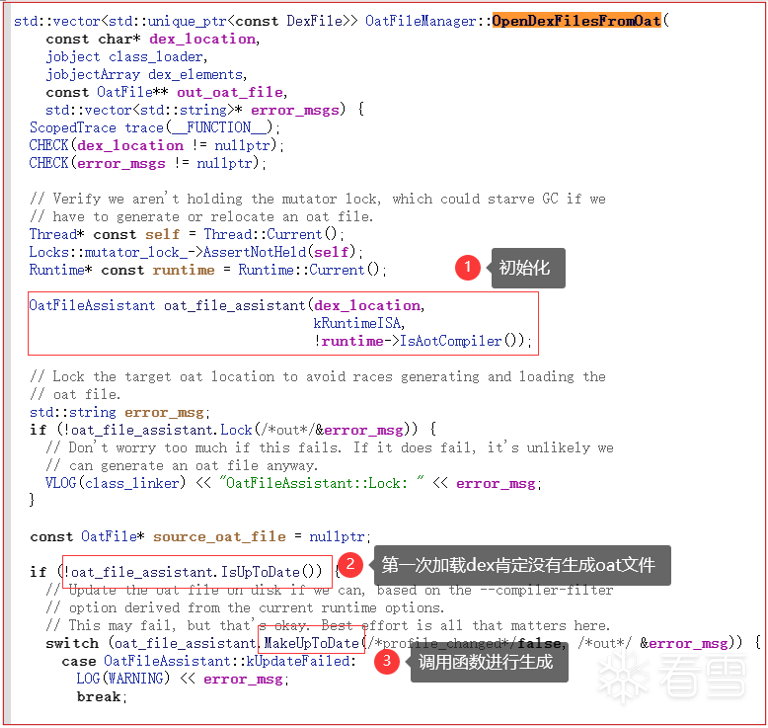 std::vector<std::unique_ptr<const DexFile>> OatFileManager::OpenDexFilesFromOat(
const char* dex_location,
jobject class_loader,
jobjectArray dex_elements,
const OatFile** out_oat_file,
std::vector<std::string>* error_msgs) {
ScopedTrace trace(__FUNCTION__);
CHECK(dex_location != nullptr);
CHECK(error_msgs != nullptr);
// Verify we aren't holding the mutator lock, which could starve GC if we
// have to generate or relocate an oat file.
Thread* const self = Thread::Current();
Locks::mutator_lock_->AssertNotHeld(self);
Runtime* const runtime = Runtime::Current();
1 初始化
OatFileAssistant oat_file_assistant(dex_location,
kRuntimeISA,
!runtime->IsAotCompiler());
// Lock the target oat location to avoid races generating and loading the
// oat file.
std::string error_msg;
if (!oat_file_assistant.Lock(/*out*/&error_msg)) {
// Don't worry too much if this fails. If it does fail, it's unlikely we
// can generate an oat file anyway.
VLOG(class_linker) << "OatFileAssistant::Lock: " << error_msg;
}
const OatFile* source_oat_file = nullptr;
if (!oat_file_assistant.IsUpToDate()) {
2 第一次加载dex肯定没有生成oat文件
// Update the oat file on disk if we can, based on the --compiler-filter
// option derived from the current runtime options.
// This may fail, but that's okay. Best effort is all that matters here.
switch (oat_file_assistant.MakeUpToDate(/*profile_changed*/false, /*out*/ &error_msg)) {
case OatFileAssistant::kUpdateFailed:
3 调用函数进行生成
LOG(WARNING) << error_msg;
break;
看雪